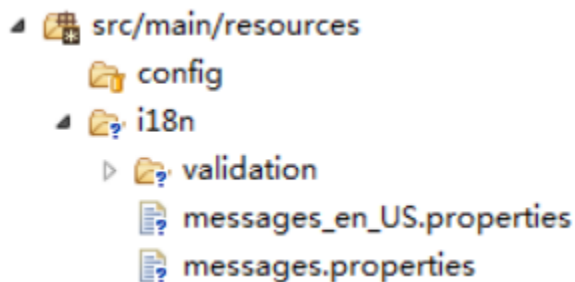 src/main/resources
config
i18n
validation
messages_en_US.properties
messages.properties